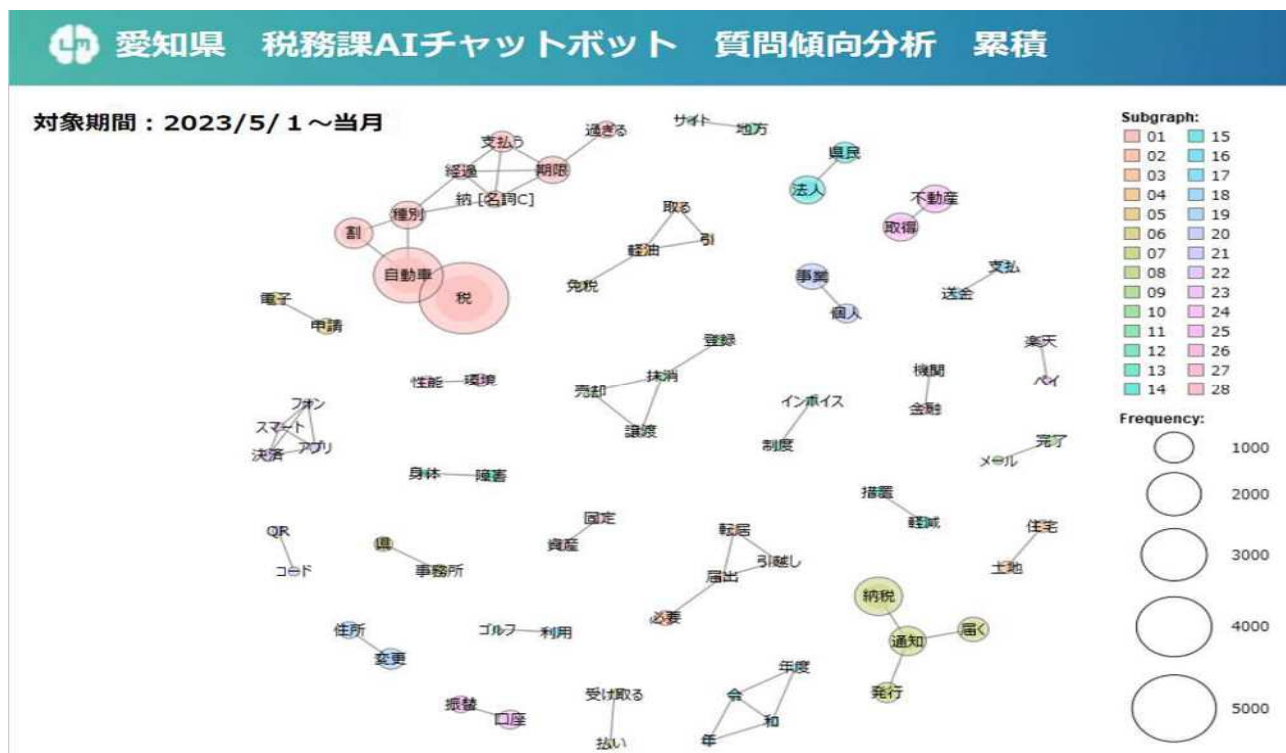 愛知県 税務課AIチャットボット 質問傾向分析 累積
対象期間：2023/5/1～当月
支払う
過ぎる
経過
期限
納 [名詞C]
種別
割
自動車
税
サイト
地方
県民
法人
不動産
取得
取る
引
軽油
免税
事業
個人
支払
送金
電子
申請
登録
抹消
売却
譲渡
性能
環境
インボイス
制度
機関
金融
楽天
ペイ
フォン
スマート
アプリ
決済
身体
障害
完了
メール
措置
軽減
住宅
土地
QR
コード
県
事務所
固定
資産
転居
引越し
届出
必要
納税
通知
届く
発行
住所
変更
ゴルフ
利用
振替
口座
受け取る
払い
年度
会
和
年
Subgraph:
01 15
02 16
03 17
04 18
05 19
06 20
07 21
08 22
09 23
10 24
11 25
12 26
13 27
14 28
Frequency:
1000
2000
3000
4000
5000